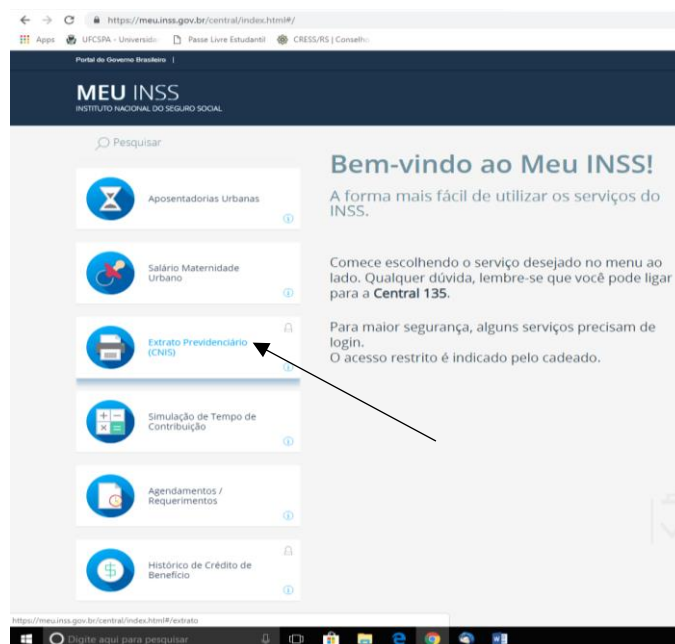 https://meu.inss.gov.br/central/index.html#/
Apps UFCSPA - Universida Passe Livre Estudantil CRESS/RS | Conselho
Portal do Governo Brasileiro |
MEU INSS
INSTITUTO NACIONAL DO SEGURO SOCIAL
Pesquisar
Aposentadorias Urbanas
Salário Maternidade
Urbano
Extrato Previdenciário
(CNIS)
Simulação de Tempo de
Contribuição
Agendamentos /
Requerimentos
Histórico de Crédito de
Benefício
Bem-vindo ao Meu INSS!
A forma mais fácil de utilizar os serviços do
INSS.
Comece escolhendo o serviço desejado no menu ao
lado. Qualquer dúvida, lembre-se que você pode ligar
para a Central 135.
Para maior segurança, alguns serviços precisam de
login.
O acesso restrito é indicado pelo cadeado.
https://meu.inss.gov.br/central/index.html#/extrato
Digite aqui para pesquisar